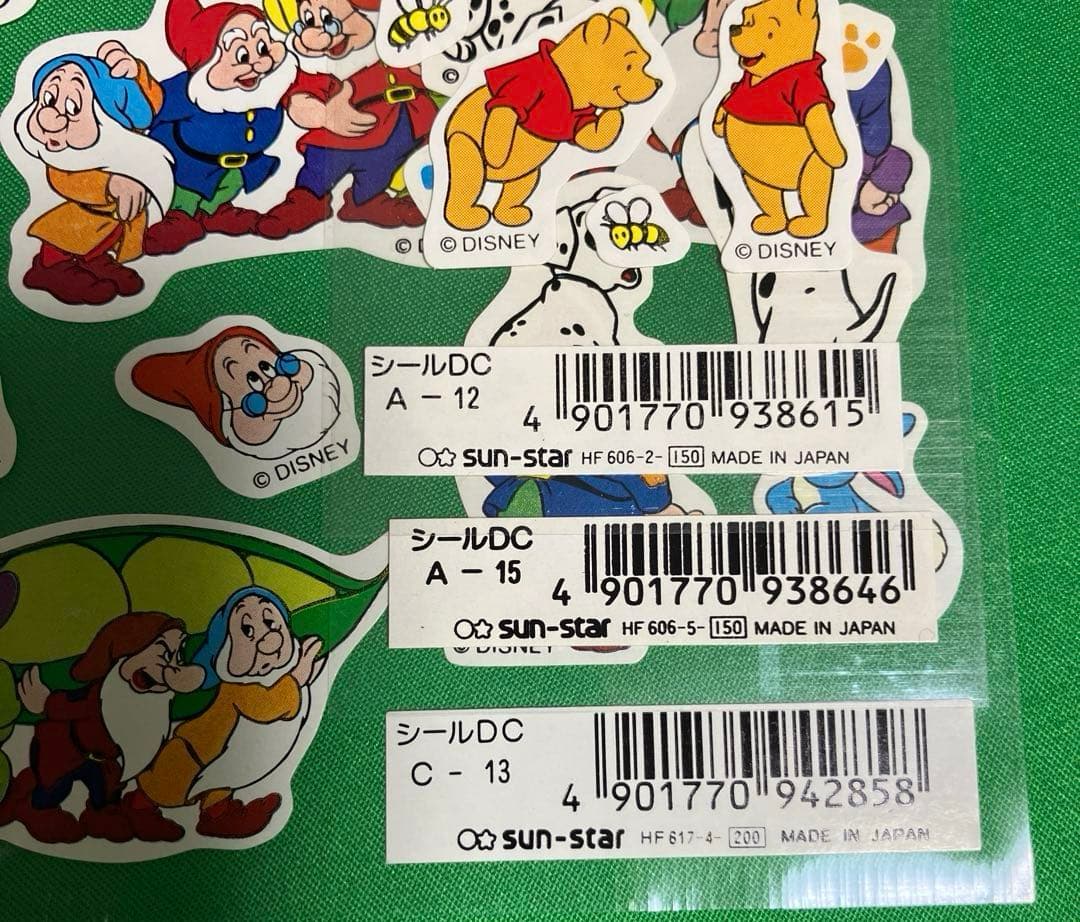 ©
© D
© DISNEY
© DISNEY
© DISNEY
シールDC
A - 12
4 901770 938615
sun-star HF 606-2- 150 MADE IN JAPAN
シールDC
A - 15
4 901770 938646
sun-star HF 606-5- 150 MADE IN JAPAN
© DISNEY
シールDC
C - 13
4 901770 942858
sun-star HF 617-4- 200 MADE IN JAPAN